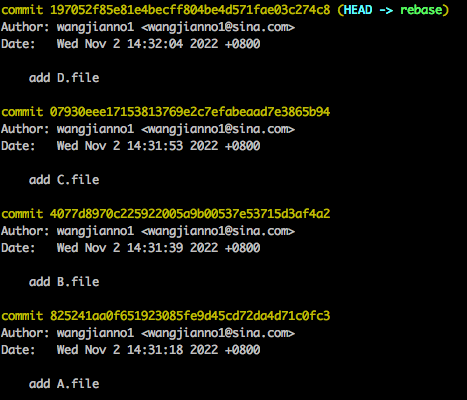 commit 197052f85e81e4becff804be4d571fae03c274c8 (HEAD -> rebase)
Author: wangjianno1 <wangjianno1@sina.com>
Date:   Wed Nov 2 14:32:04 2022 +0800
add D.file
commit 07930eee17153813769e2c7efabeaad7e3865b94
Author: wangjianno1 <wangjianno1@sina.com>
Date:   Wed Nov 2 14:31:53 2022 +0800
add C.file
commit 4077d8970c225922005a9b00537e53715d3af4a2
Author: wangjianno1 <wangjianno1@sina.com>
Date:   Wed Nov 2 14:31:39 2022 +0800
add B.file
commit 825241aa0f651923085fe9d45cd72da4d71c0fc3
Author: wangjianno1 <wangjianno1@sina.com>
Date:   Wed Nov 2 14:31:18 2022 +0800
add A.file